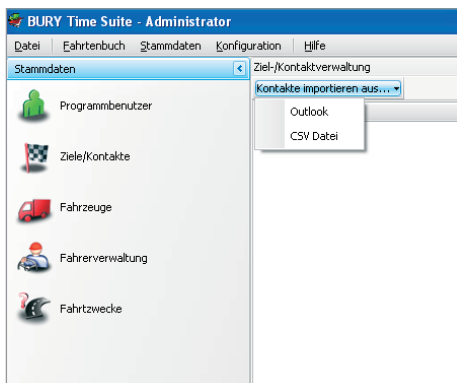 BURY Time Suite - Administrator
Datei Fahrtenbuch Stammdaten Konfiguration Hilfe
Stammdaten
Ziel-/Kontaktverwaltung
Kontakte importieren aus...
Outlook
CSV Datei
Programmbenutzer
Ziele/Kontakte
Fahrzeuge
Fahrerverwaltung
Fahrtzwecke